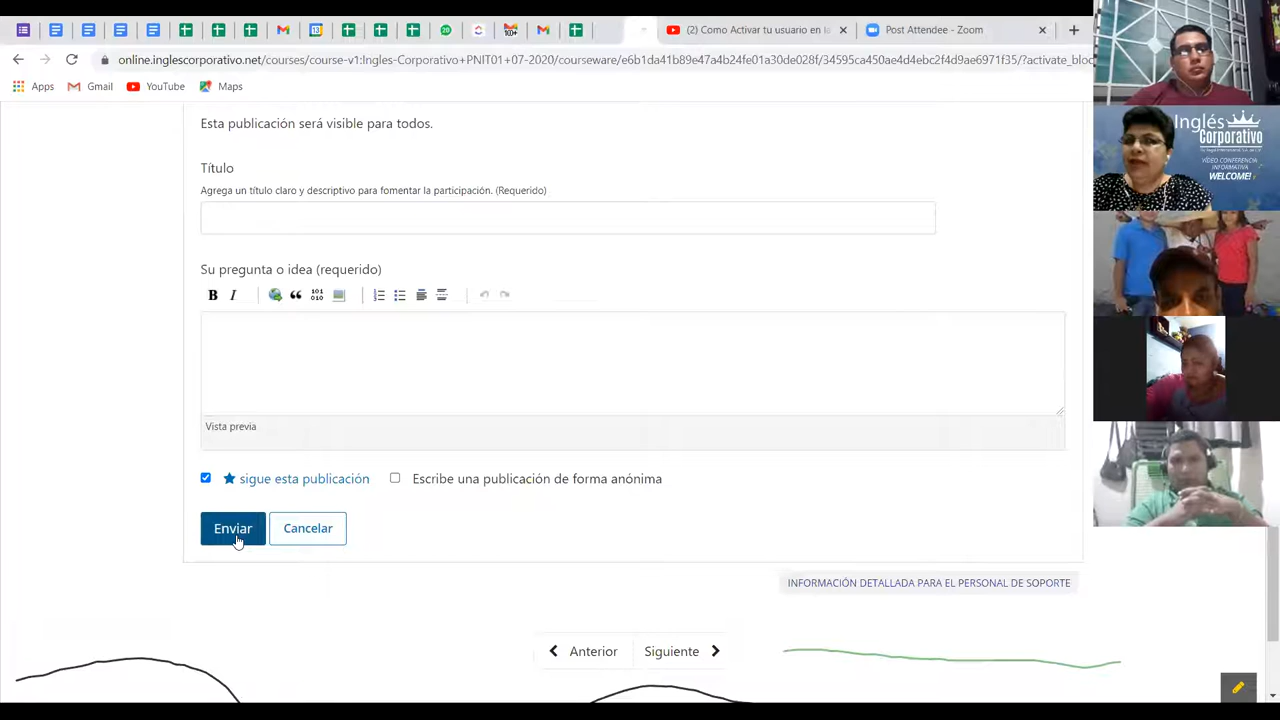 (2) Como Activar tu usuario en lo
Post Attendee - Zoom
online.inglescorporativo.net/courses/course-v1:Ingles-Corporativo+PNITO1+07-2020/courseware/e6b1da41b89e47a4b24fe01b30de028f/34595ca450ae4d4ebc2f4d9ae6971f35/?activate_bloc
Apps
Gmail
YouTube
Maps
Inglés
Corporativo
VIDEO CONFERENCIA
INFORMATIVA
WELCOME!
Esta publicación será visible para todos.
Título
Agrega un título claro y descriptivo para fomentar la participación. (Requerido)
Su pregunta o idea (requerido)
B I
Vista previa
sigue esta publicación
Escribe una publicación de forma anónima
Enviar
Cancelar
INFORMACIÓN DETALLADA PARA EL PERSONAL DE SOPORTE
Anterior
Siguiente